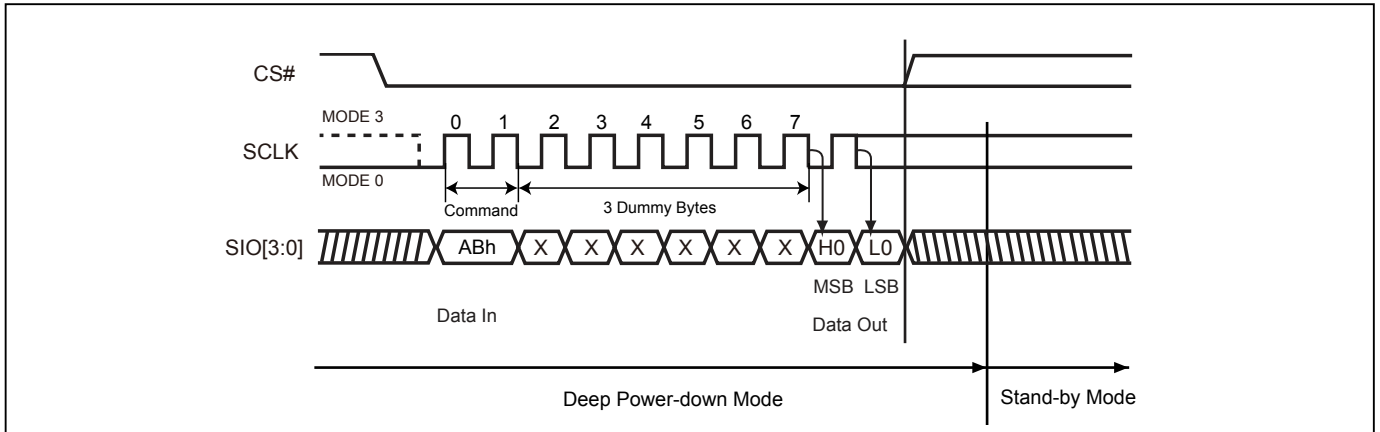 CS#
MODE 3
0 1 2 3 4 5 6 7
SCLK
MODE 0
Command
3 Dummy Bytes
SIO[3:0]
ABh X X X X X X H0 L0
MSB LSB
Data In
Data Out
Deep Power-down Mode
Stand-by Mode